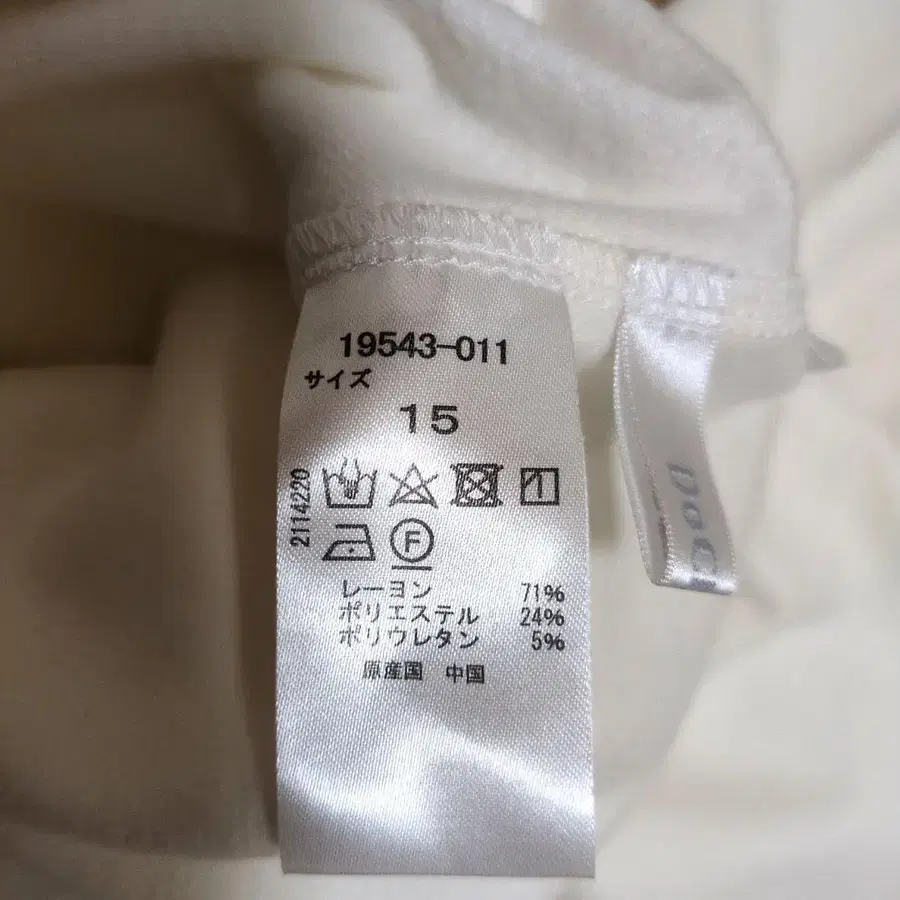 19543-011
サイズ
15
2114220
F
レーヨン 71%
ポリエステル 24%
ポリウレタン 5%
原産国 中国